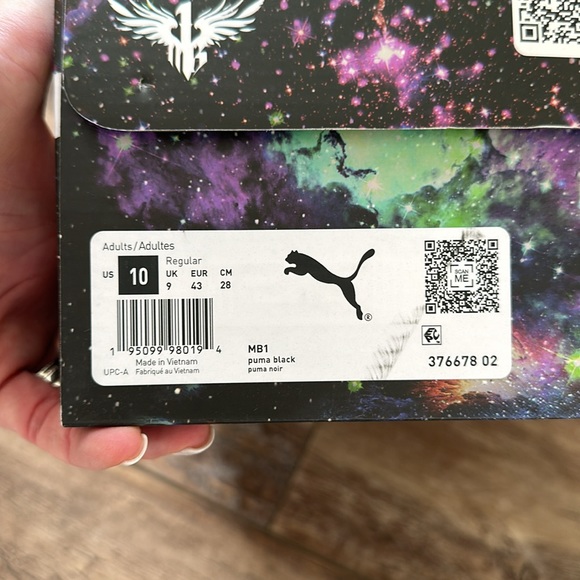 Adults/Adultes
Regular
US 10 UK EUR CM
9 43 28
1 95099 98019 4
Made in Vietnam
UPC-A Fabriqué au Vietnam
MB1
puma black
puma noir
®
SCAN
ME
376678 02